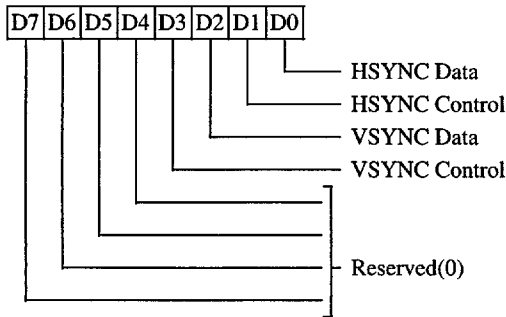 D7 D6 D5 D4 D3 D2 D1 D0
HSYNC Data
HSYNC Control
VSYNC Data
VSYNC Control
Reserved(0)